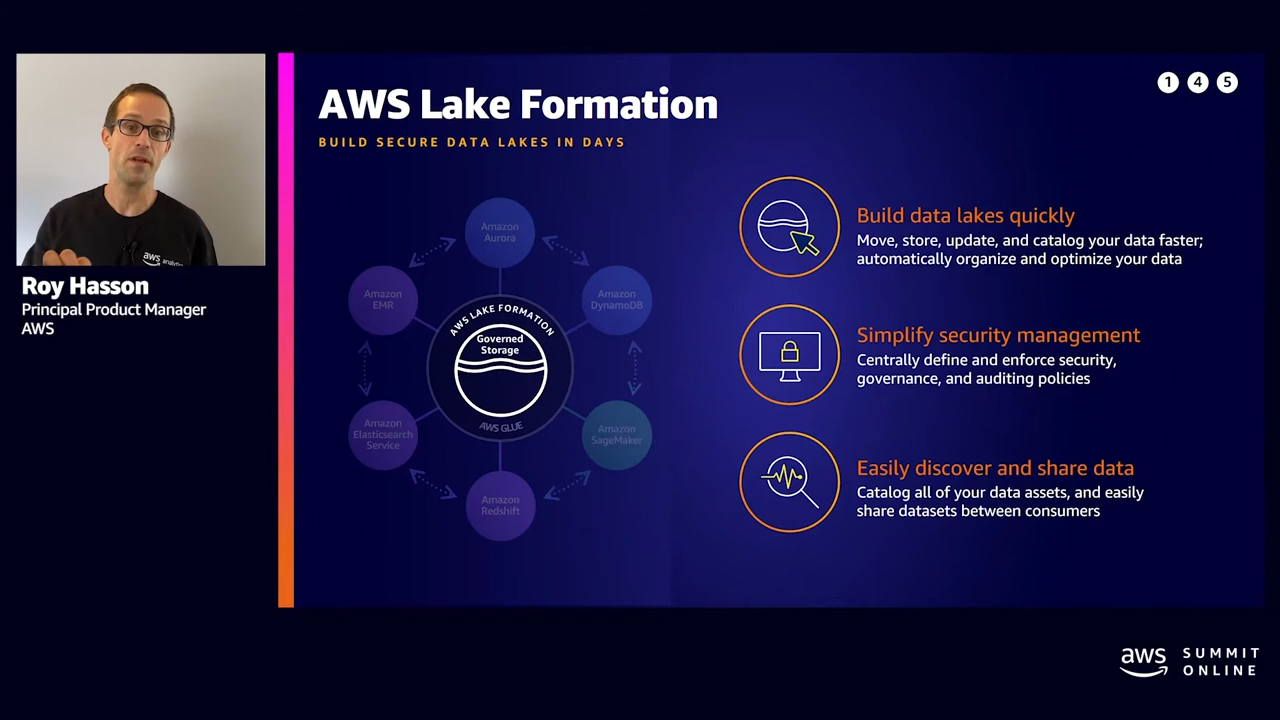 AWS Lake Formation
BUILD SECURE DATA LAKES IN DAYS
1 4 5
aws analytics
Roy Hasson
Principal Product Manager
AWS
Amazon
Aurora
Amazon
EMR
Amazon
DynamoDB
AWS LAKE FORMATION
Governed
Storage
AWS GLUE
Amazon
Elasticsearch
Service
Amazon
SageMaker
Amazon
Redshift
Build data lakes quickly
Move, store, update, and catalog your data faster;
automatically organize and optimize your data
Simplify security management
Centrally define and enforce security,
governance, and auditing policies
Easily discover and share data
Catalog all of your data assets, and easily
share datasets between consumers
aws
SUMMIT
ONLINE